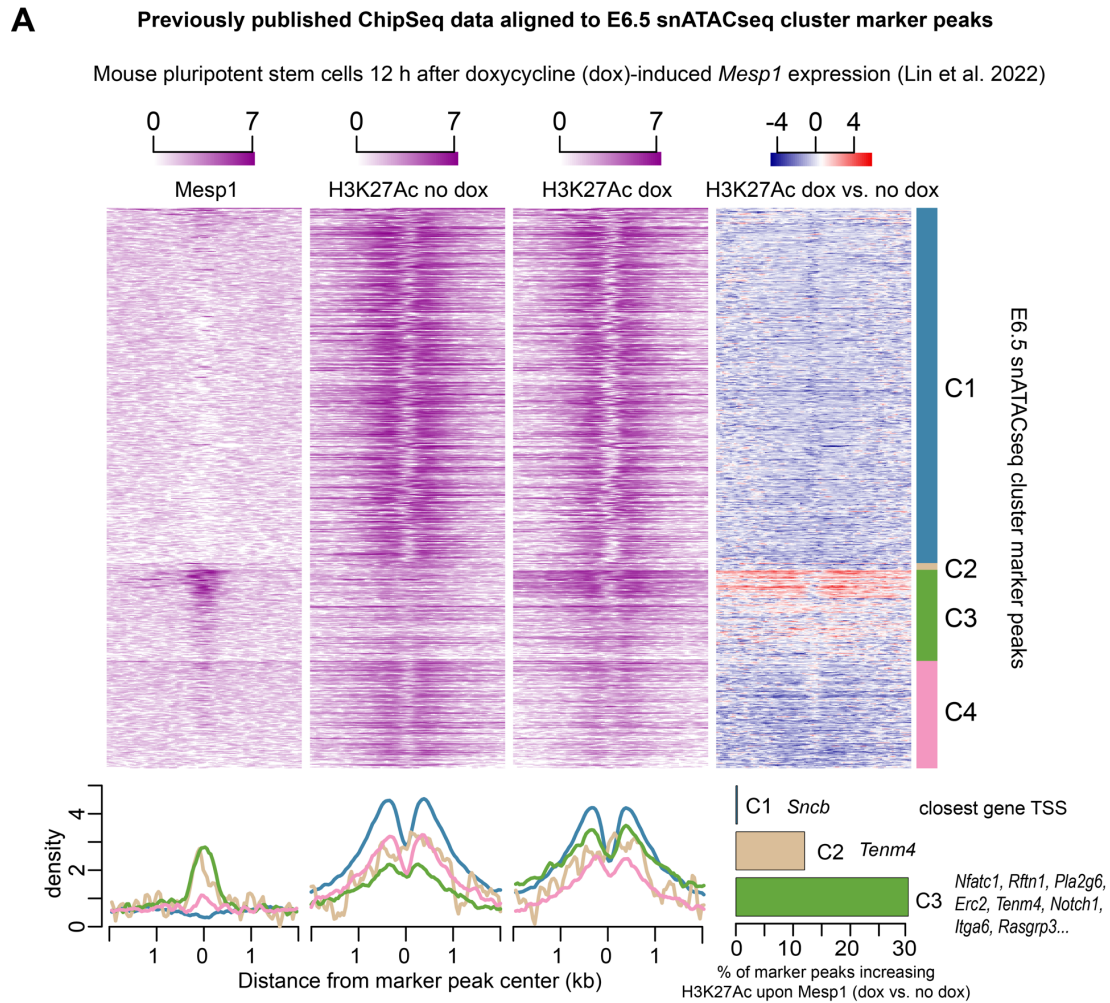 A
Previously published ChipSeq data aligned to E6.5 snATACseq cluster marker peaks
Mouse pluripotent stem cells 12 h after doxycycline (dox)-induced Mesp1 expression (Lin et al. 2022)
0 7 0 7 0 7 -4 0 4
Mesp1 H3K27Ac no dox H3K27Ac dox H3K27Ac dox vs. no dox
C1
C2
C3
C4
E6.5 snATACseq cluster marker peaks
density
4
2
0
1 0 1 1 0 1 1 0 1
Distance from marker peak center (kb)
C1 Sncb closest gene TSS
C2 Tenm4
C3 Nfatc1, Rftn1, Pla2g6,
Erc2, Tenm4, Notch1,
Itga6, Rasgrp3...
0 10 20 30
% of marker peaks increasing
H3K27Ac upon Mesp1 (dox vs. no dox)